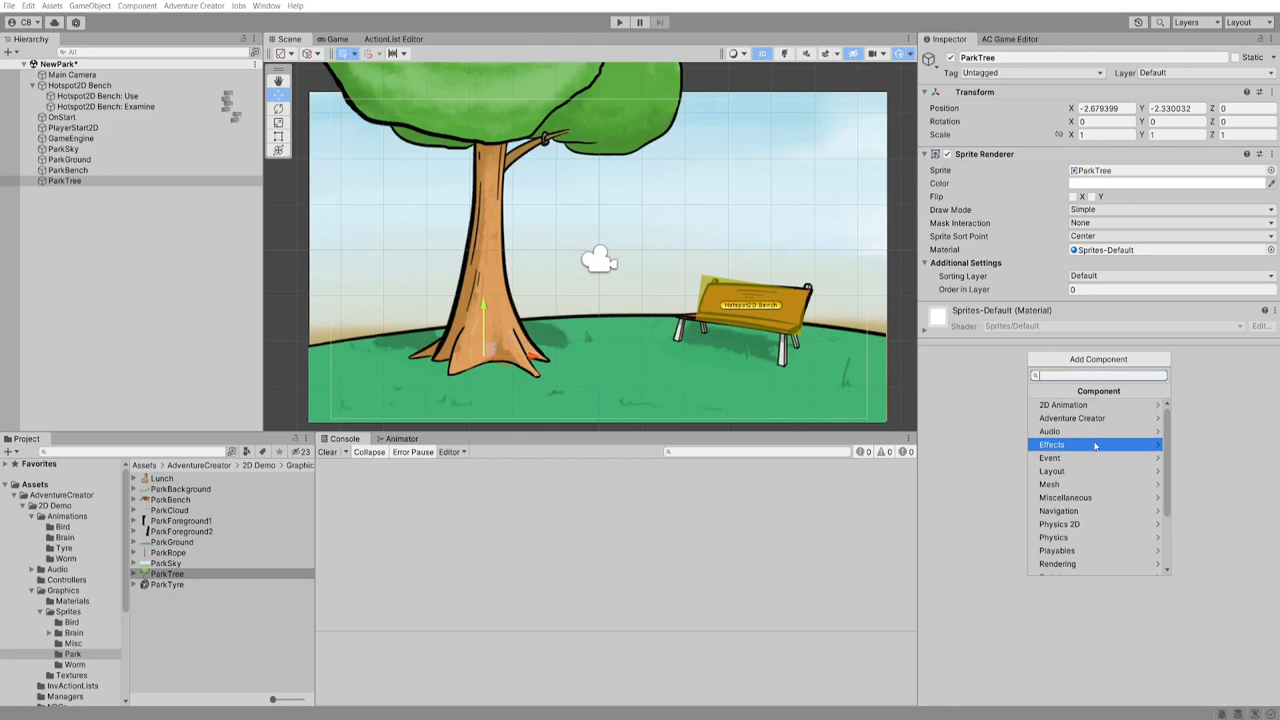 File Edit Assets GameObject Component Adventure Creator Jobs Window Help
CB Layers Layout
Hierarchy
All
NewPark*
Main Camera
Hotspot2D Bench
Hotspot2D Bench: Use
Hotspot2D Bench: Examine
OnStart
PlayerStart2D
GameEngine
ParkSky
ParkGround
ParkBench
ParkTree
Scene Game ActionList Editor
2D
Hotspot2D Bench
Inspector AC Game Editor
ParkTree Static
Tag Untagged Layer Default
Transform
Position X -2.679399 Y -2.330032 Z 0
Rotation X 0 Y 0 Z 0
Scale X 1 Y 1 Z 1
Sprite Renderer
Sprite ParkTree
Color
Flip X Y
Draw Mode Simple
Mask Interaction None
Sprite Sort Point Center
Material Sprites-Default
Additional Settings
Sorting Layer Default
Order in Layer 0
Sprites-Default (Material)
Shader Sprites/Default Edit...
Add Component
Component
2D Animation
Adventure Creator
Audio
Effects
Event
Layout
Mesh
Miscellaneous
Navigation
Physics 2D
Physics
Playables
Rendering
Project
23
Favorites
Assets
AdventureCreator
2D Demo
Animations
Bird
Brain
Tyre
Worm
Audio
Controllers
Graphics
Materials
Sprites
Bird
Brain
Misc
Park
Worm
Textures
InvActionLists
Managers
Assets > AdventureCreator > 2D Demo > Graphic
Lunch
ParkBackground
ParkBench
ParkCloud
ParkForeground1
ParkForeground2
ParkGround
ParkRope
ParkSky
ParkTree
ParkTyre
Console Animator
Clear Collapse Error Pause Editor 0 0 0